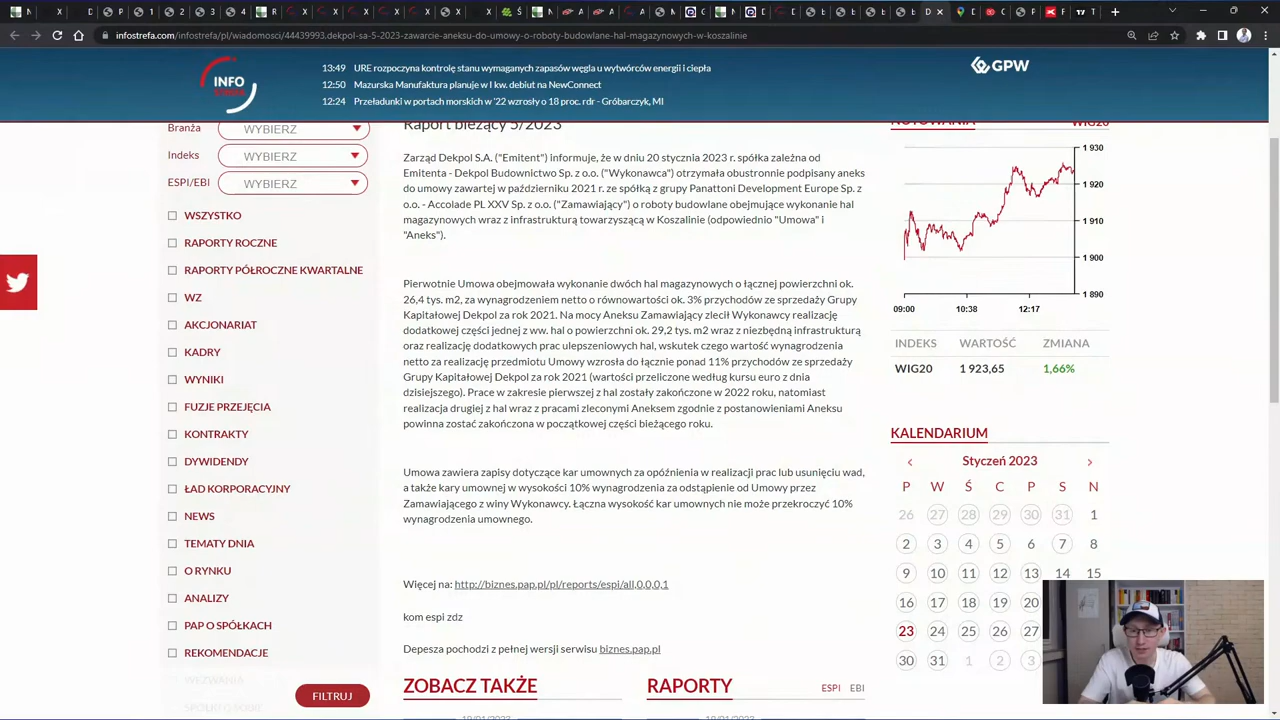 infostrefa.com/infostrefa/pl/wiadomosci/44439993,dekpol-sa-5-2023-zawarcie-aneksu-do-umowy-o-roboty-budowlane-hal-magazynowych-w-koszalinie
INFO
13:49 URE rozpoczyna kontrolę stanu wymaganych zapasów węgla u wytwórców energii i ciepła
12:50 Mazurska Manufaktura planuje w I kw. debiut na NewConnect
12:24 Przeładunki w portach morskich w '22 wzrosły o 18 proc. rdr - Gróbarczyk, MI
GPW
Branża WYBIERZ
Indeks WYBIERZ
ESPI/EBI WYBIERZ
WSZYSTKO
RAPORTY ROCZNE
RAPORTY PÓŁROCZNE KWARTALNE
WZ
AKCJONARIAT
KADRY
WYNIKI
FUZJE PRZEJĘCIA
KONTRAKTY
DYWIDENDY
ŁAD KORPORACYJNY
NEWS
TEMATY DNIA
O RYNKU
ANALIZY
PAP O SPÓŁKACH
REKOMENDACJE
WEZWANIA
FILTRUJ
Raport bieżący 5/2023
Zarząd Dekpol S.A. ("Emitent") informuje, że w dniu 20 stycznia 2023 r. spółka zależna od
Emitenta - Dekpol Budownictwo Sp. z o.o. ("Wykonawca") otrzymała obustronnie podpisany aneks
do umowy zawartej w październiku 2021 r. ze spółką z grupy Panattoni Development Europe Sp. z
o.o. - Accolade PL XXV Sp. z o.o. ("Zamawiający") o roboty budowlane obejmujące wykonanie hal
magazynowych wraz z infrastrukturą towarzyszącą w Koszalinie (odpowiednio "Umowa" i
"Aneks").
Pierwotnie Umowa obejmowała wykonanie dwóch hal magazynowych o łącznej powierzchni ok.
26,4 tys. m2, za wynagrodzeniem netto o równowartości ok. 3% przychodów ze sprzedaży Grupy
Kapitałowej Dekpol za rok 2021. Na mocy Aneksu Zamawiający zlecił Wykonawcy realizację
dodatkowej części jednej z ww. hal o powierzchni ok. 29,2 tys. m2 wraz z niezbędną infrastrukturą
oraz realizację dodatkowych prac ulepszeniowych hal, wskutek czego wartość wynagrodzenia
netto za realizację przedmiotu Umowy wzrosła do łącznie ponad 11% przychodów ze sprzedaży
Grupy Kapitałowej Dekpol za rok 2021 (wartości przeliczone według kursu euro z dnia
dzisiejszego). Prace w zakresie pierwszej z hal zostały zakończone w 2022 roku, natomiast
realizacja drugiej z hal wraz z pracami zleconymi Aneksem zgodnie z postanowieniami Aneksu
powinna zostać zakończona w początkowej części bieżącego roku.
Umowa zawiera zapisy dotyczące kar umownych za opóźnienia w realizacji prac lub usunięciu wad,
a także kary umownej w wysokości 10% wynagrodzenia za odstąpienie od Umowy przez
Zamawiającego z winy Wykonawcy. Łączna wysokość kar umownych nie może przekroczyć 10%
wynagrodzenia umownego.
Więcej na: http://biznes.pap.pl/pl/reports/espi/all,0,0,0,1
kom espi zdz
Depesza pochodzi z pełnej wersji serwisu biznes.pap.pl
ZOBACZ TAKŻE
RAPORTY ESPI EBI
NOTOWANIA WIG20
1 930
1 920
1 910
1 900
1 890
09:00 10:38 12:17
INDEKS WARTOŚĆ ZMIANA
WIG20 1 923,65 1,66%
KALENDARIUM
‹ Styczeń 2023 ›
P W Ś C P S N
26 27 28 29 30 31 1
2 3 4 5 6 7 8
9 10 11 12 13 14 15
16 17 18 19 20
23 24 25 26 27
30 31 1 2 3